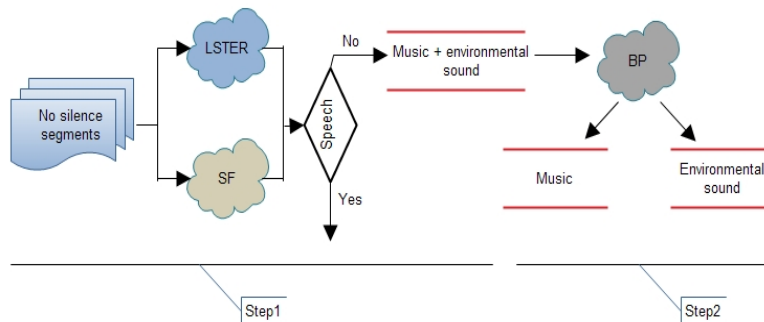 No silence
segments
LSTER
SF
Speech
No
Yes
Music + environmental
sound
BP
Music
Environmental
sound
Step1
Step2